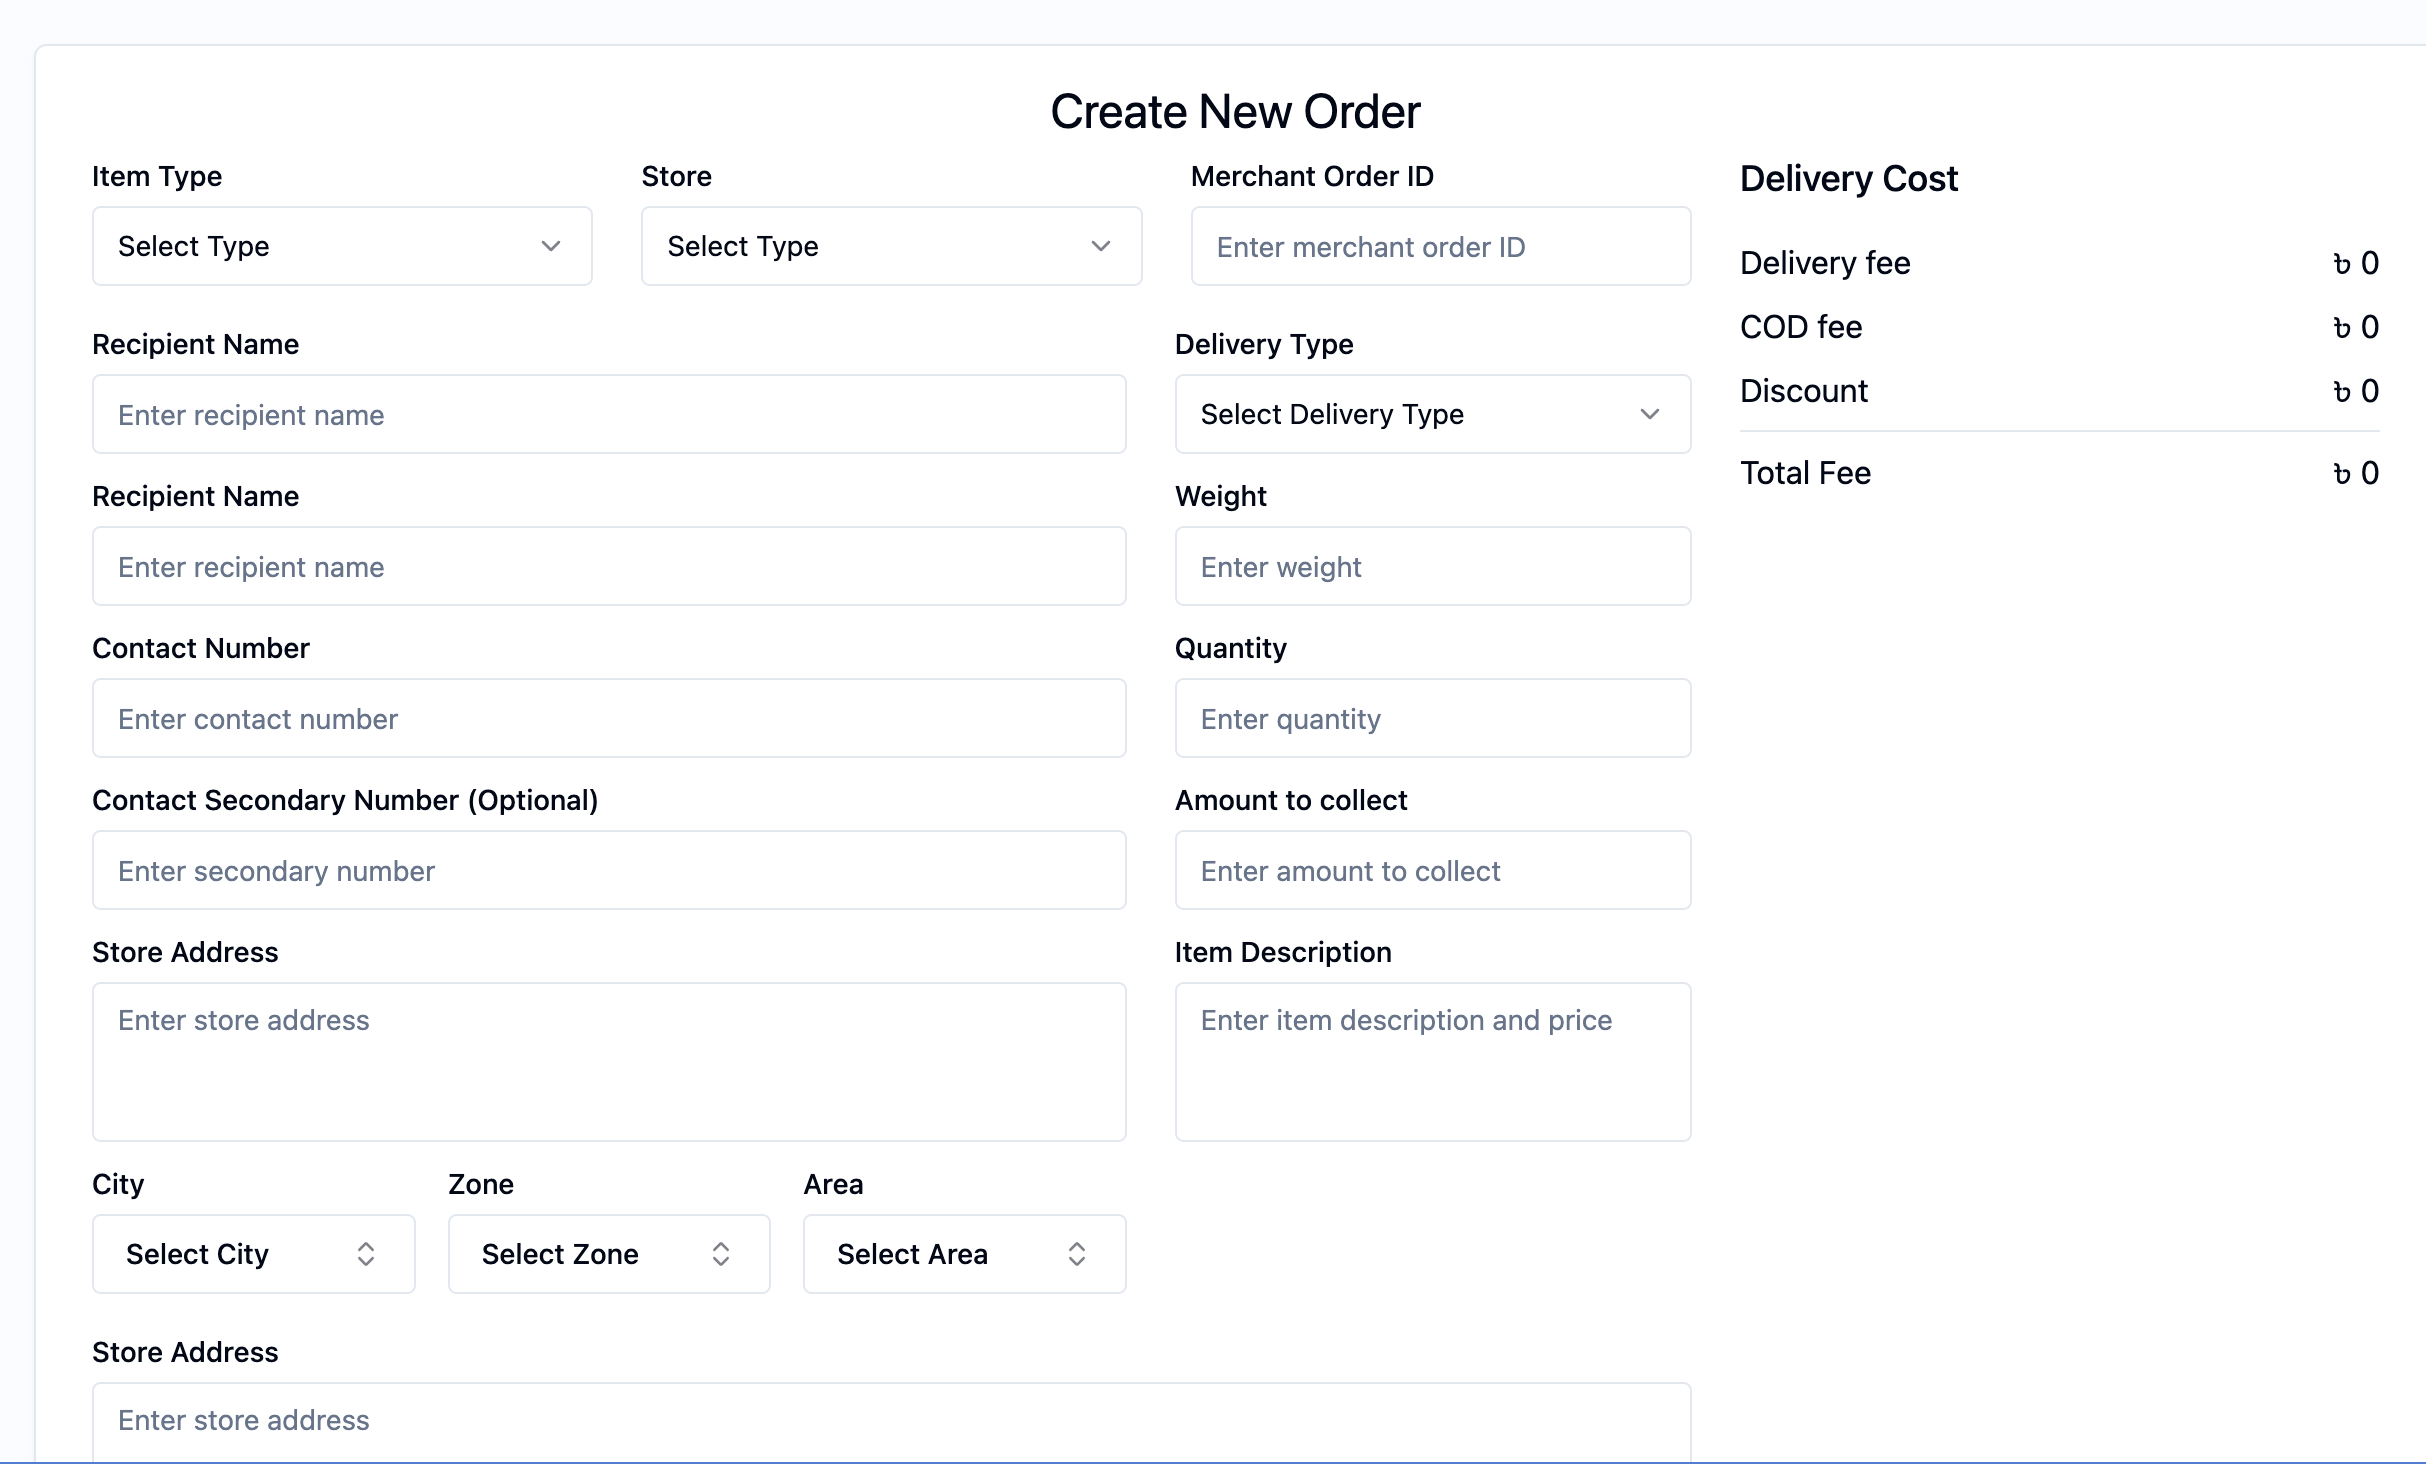 Create New Order
Item Type
Select Type
Store
Select Type
Merchant Order ID
Enter merchant order ID
Recipient Name
Enter recipient name
Delivery Type
Select Delivery Type
Recipient Name
Enter recipient name
Weight
Enter weight
Contact Number
Enter contact number
Quantity
Enter quantity
Contact Secondary Number (Optional)
Enter secondary number
Amount to collect
Enter amount to collect
Store Address
Enter store address
Item Description
Enter item description and price
City
Select City
Zone
Select Zone
Area
Select Area
Store Address
Enter store address
Delivery Cost
Delivery fee ৳ 0
COD fee ৳ 0
Discount ৳ 0
Total Fee ৳ 0